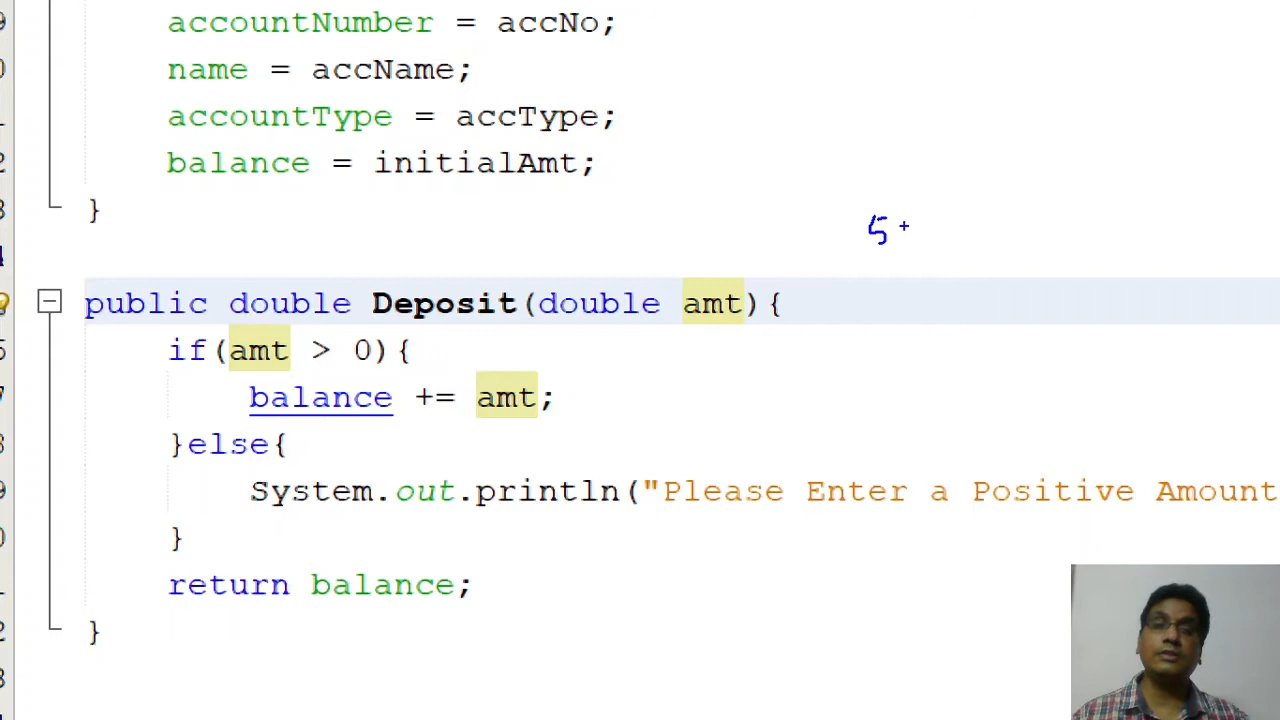 accountNumber = accNo;
name = accName;
accountType = accType;
balance = initialAmt;
}
5
public double Deposit(double amt){
if(amt > 0){
balance += amt;
}else{
System.out.println("Please Enter a Positive Amount
}
return balance;
}